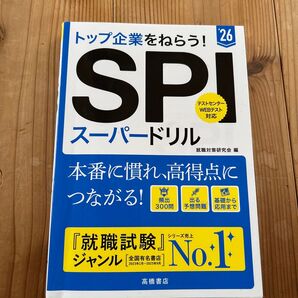 トップ企業をねらう!
'26
SPI
テストセンター
WEBテスト
対応
スーパードリル
就職対策研究会 編
本番に慣れ、高得点に
つながる!
頻出
300問
出る
予想問題
基礎から
応用まで
『就職試験』
ジャンル
全国有名書店
シリーズ売上
No.1
高橋書店